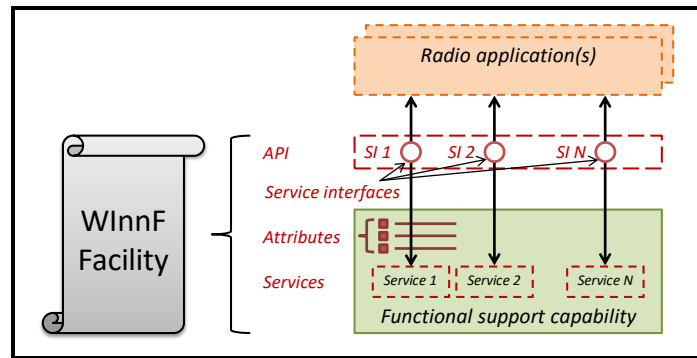 Radio application(s)
API
SI 1
SI 2
SI N
Service interfaces
WInnF
Facility
Attributes
Services
Service 1
Service 2
Service N
Functional support capability